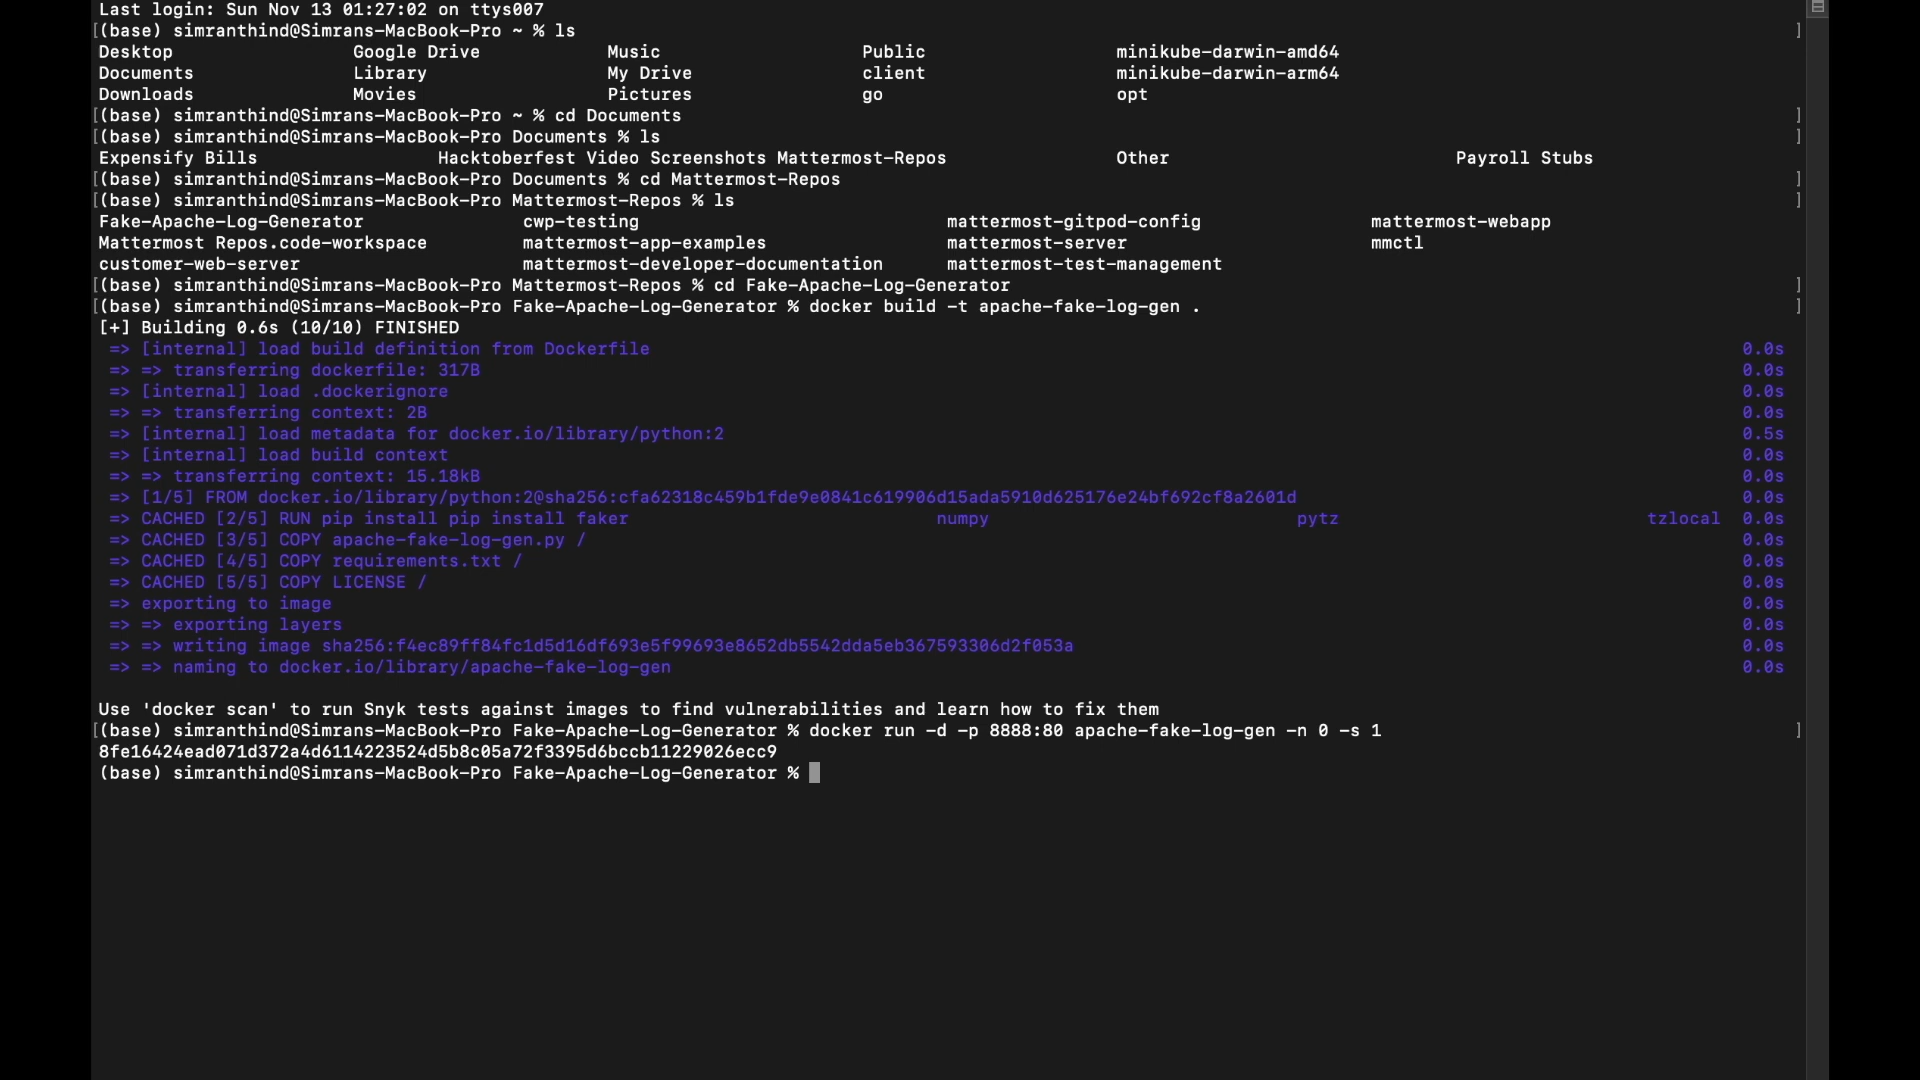 Last login: Sun Nov 13 01:27:02 on ttys007
[(base) simranthind@Simrans-MacBook-Pro ~ % ls ]
Desktop Google Drive Music Public minikube-darwin-amd64
Documents Library My Drive client minikube-darwin-arm64
Downloads Movies Pictures go opt
[(base) simranthind@Simrans-MacBook-Pro ~ % cd Documents ]
[(base) simranthind@Simrans-MacBook-Pro Documents % ls ]
Expensify Bills Hacktoberfest Video Screenshots Mattermost-Repos Other Payroll Stubs
[(base) simranthind@Simrans-MacBook-Pro Documents % cd Mattermost-Repos ]
[(base) simranthind@Simrans-MacBook-Pro Mattermost-Repos % ls ]
Fake-Apache-Log-Generator cwp-testing mattermost-gitpod-config mattermost-webapp
Mattermost Repos.code-workspace mattermost-app-examples mattermost-server mmctl
customer-web-server mattermost-developer-documentation mattermost-test-management
[(base) simranthind@Simrans-MacBook-Pro Mattermost-Repos % cd Fake-Apache-Log-Generator ]
[(base) simranthind@Simrans-MacBook-Pro Fake-Apache-Log-Generator % docker build -t apache-fake-log-gen . ]
[+] Building 0.6s (10/10) FINISHED
=> [internal] load build definition from Dockerfile 0.0s
=> => transferring dockerfile: 317B 0.0s
=> [internal] load .dockerignore 0.0s
=> => transferring context: 2B 0.0s
=> [internal] load metadata for docker.io/library/python:2 0.5s
=> [internal] load build context 0.0s
=> => transferring context: 15.18kB 0.0s
=> [1/5] FROM docker.io/library/python:2@sha256:cfa62318c459b1fde9e0841c619906d15ada5910d625176e24bf692cf8a2601d 0.0s
=> CACHED [2/5] RUN pip install pip install faker numpy pytz tzlocal 0.0s
=> CACHED [3/5] COPY apache-fake-log-gen.py / 0.0s
=> CACHED [4/5] COPY requirements.txt / 0.0s
=> CACHED [5/5] COPY LICENSE / 0.0s
=> exporting to image 0.0s
=> => exporting layers 0.0s
=> => writing image sha256:f4ec89ff84fc1d5d16df693e5f99693e8652db5542dda5eb367593306d2f053a 0.0s
=> => naming to docker.io/library/apache-fake-log-gen 0.0s
Use 'docker scan' to run Snyk tests against images to find vulnerabilities and learn how to fix them
[(base) simranthind@Simrans-MacBook-Pro Fake-Apache-Log-Generator % docker run -d -p 8888:80 apache-fake-log-gen -n 0 -s 1 ]
8fe16424ead071d372a4d6114223524d5b8c05a72f3395d6bccb11229026ecc9
(base) simranthind@Simrans-MacBook-Pro Fake-Apache-Log-Generator %